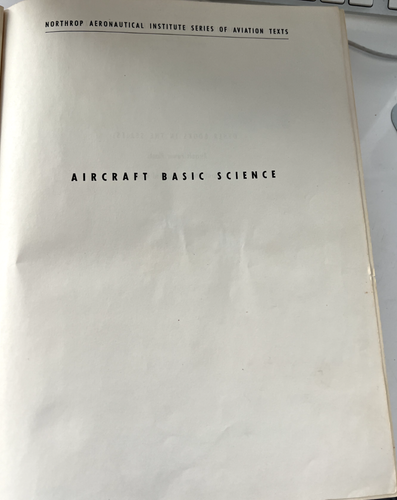 NORTHROP AERONAUTICAL INSTITUTE SERIES OF AVIATION TEXTS
AIRCRAFT BASIC SCIENCE